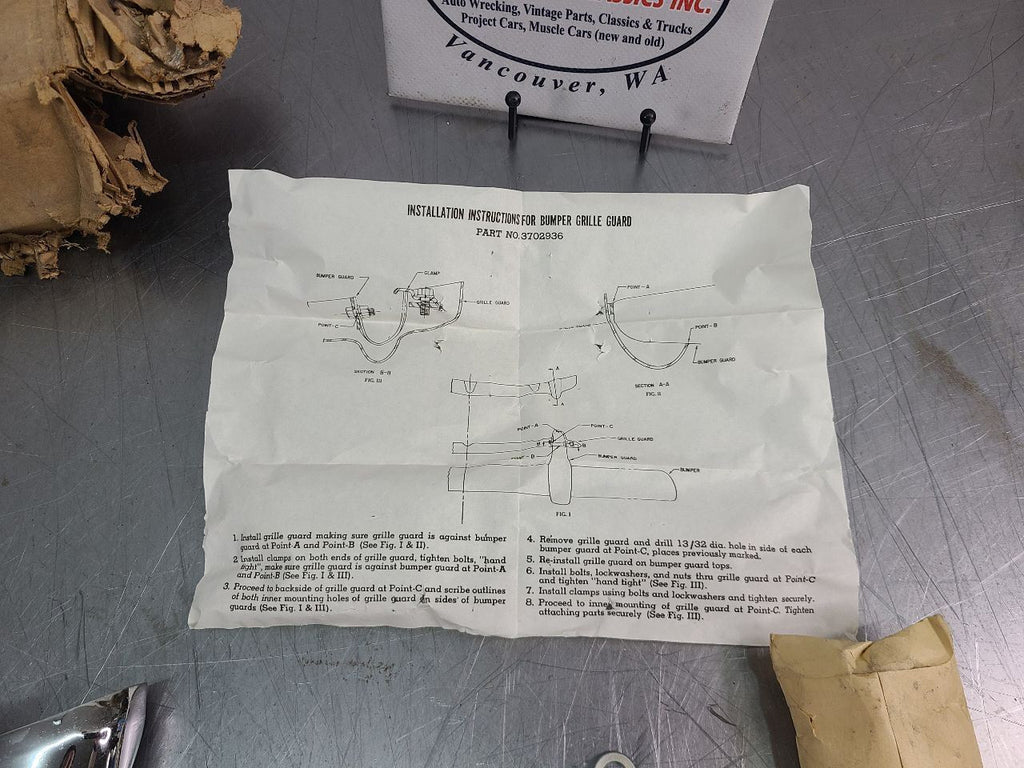 CLASSICS INC.
Auto Wrecking, Vintage Parts, Classics & Trucks
Project Cars, Muscle Cars (new and old)
Vancouver, WA
INSTALLATION INSTRUCTIONS FOR BUMPER GRILLE GUARD
PART NO. 3702936
BUMPER GUARD
CLAMP
GRILLE GUARD
POINT-C
SECTION B-B
FIG. III
POINT-A
POINT-B
BUMPER GUARD
SECTION A-A
FIG. II
A
A
POINT-A
POINT-C
GRILLE GUARD
B
B
POINT-B
BUMPER GUARD
BUMPER
FIG. I
1. Install grille guard making sure grille guard is against bumper
guard at Point-A and Point-B (See Fig. I & II).
2 Install clamps on both ends of grille guard, tighten bolts, "hand
tight", make sure grille guard is against bumper guard at Point-A
and Point-B (See Fig. I & III).
3. Proceed to backside of grille guard at Point-C and scribe outlines
of both inner mounting holes of grille guard on sides of bumper
guards (See Fig. I & III).
4. Remove grille guard and drill 13/32 dia. hole in side of each
bumper guard at Point-C, places previously marked.
5. Re-install grille guard on bumper guard tops.
6. Install bolts, lockwashers, and nuts thru grille guard at Point-C
and tighten "hand tight" (See Fig. III).
7. Install clamps using bolts and lockwashers and tighten securely.
8. Proceed to inner mounting of grille guard at Point-C. Tighten
attaching parts securely (See Fig. III).